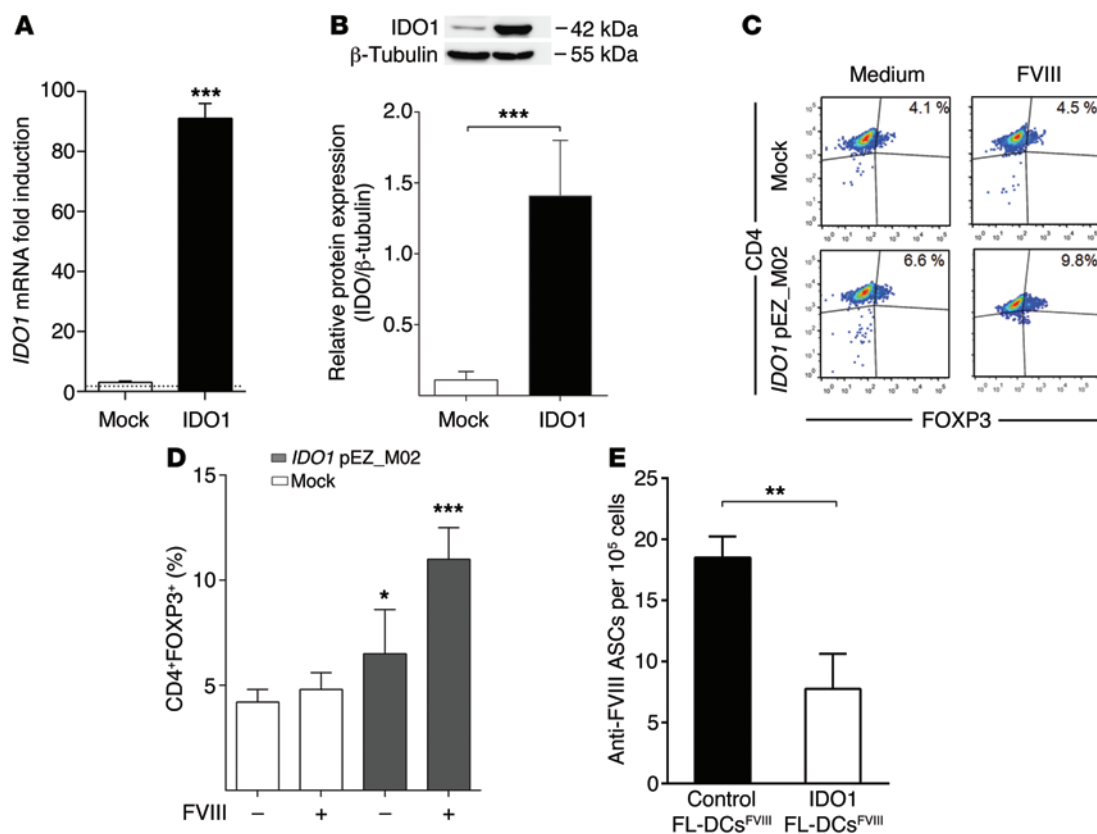 A
100
80
60
40
20
0
IDO1 mRNA fold induction
***
Mock
IDO1
B
IDO1
– 42 kDa
β-Tubulin
– 55 kDa
2.0
1.5
1.0
0.5
Relative protein expression
(IDO/β-tubulin)
***
Mock
IDO1
C
Medium
FVIII
4.1 %
4.5 %
6.6 %
9.8%
Mock
IDO1 pEZ_M02
CD4
FOXP3
D
IDO1 pEZ_M02
Mock
15
10
5
CD4⁺FOXP3⁺ (%)
*
***
FVIII – + – +
E
25
20
15
10
5
0
Anti-FVIII ASCs per 10⁵ cells
**
Control
FL-DCsFVIII
IDO1
FL-DCsFVIII